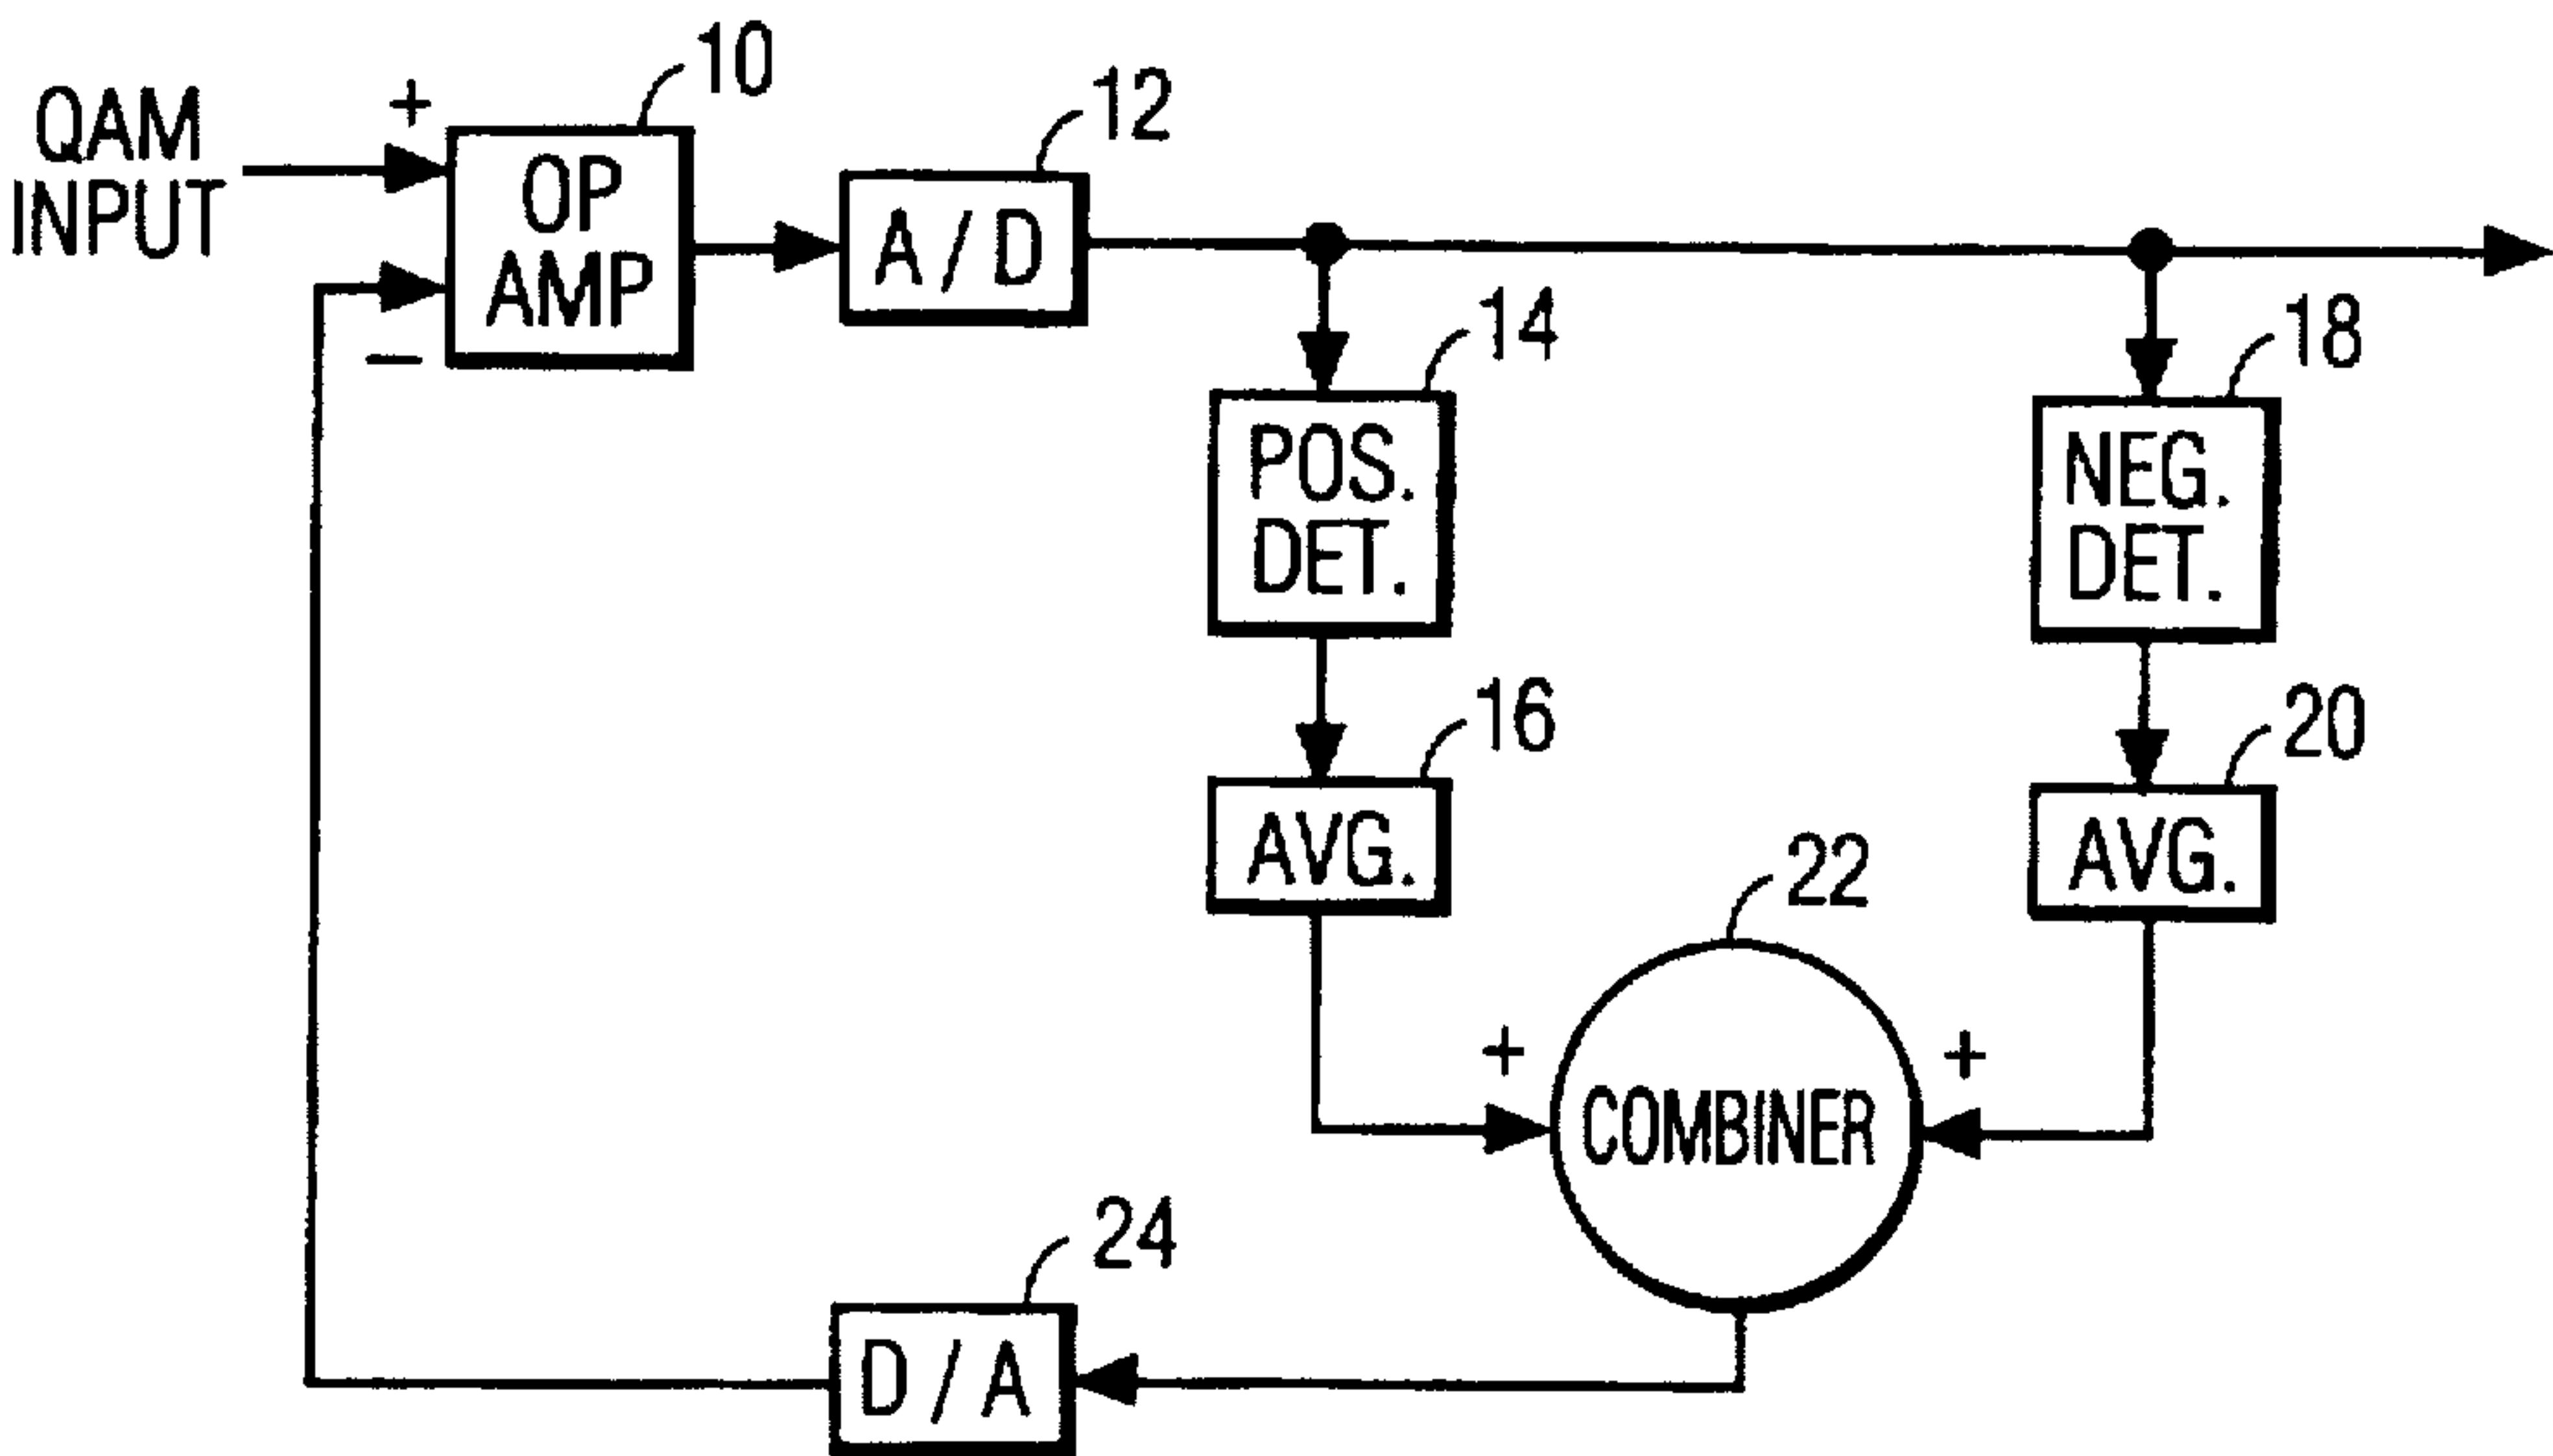 QAM
INPUT
+
−
10
OP
AMP
12
A / D
14
POS.
DET.
18
NEG.
DET.
16
AVG.
20
AVG.
22
+
COMBINER
+
24
D / A